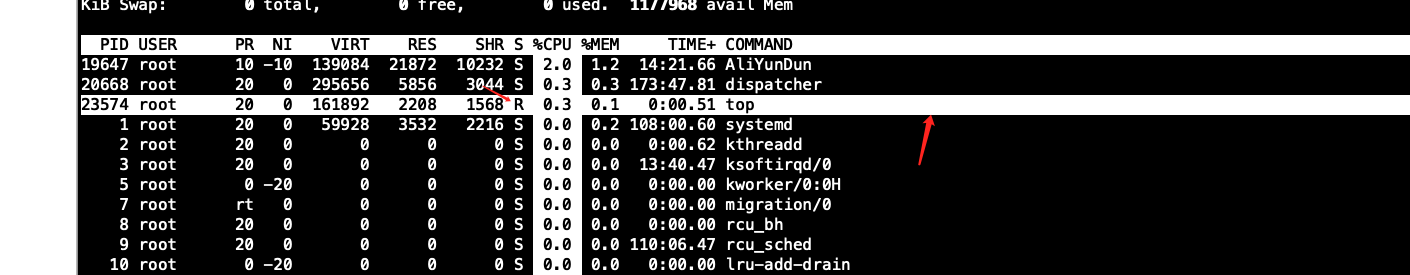 KiB Swap:        0 total,        0 free,        0 used.  1177968 avail Mem
  PID USER      PR  NI    VIRT    RES    SHR S %CPU %MEM     TIME+ COMMAND
19647 root      10 -10  139084  21872  10232 S  2.0  1.2  14:21.66 AliYunDun
20668 root      20   0  295656   5856   3044 S  0.3  0.3 173:47.81 dispatcher
23574 root      20   0  161892   2208   1568 R  0.3  0.1   0:00.51 top
    1 root      20   0   59928   3532   2216 S  0.0  0.2 108:00.60 systemd
    2 root      20   0       0      0      0 S  0.0  0.0   0:00.62 kthreadd
    3 root      20   0       0      0      0 S  0.0  0.0  13:40.47 ksoftirqd/0
    5 root       0 -20       0      0      0 S  0.0  0.0   0:00.00 kworker/0:0H
    7 root      rt   0       0      0      0 S  0.0  0.0   0:00.00 migration/0
    8 root      20   0       0      0      0 S  0.0  0.0   0:00.00 rcu_bh
    9 root      20   0       0      0      0 S  0.0  0.0 110:06.47 rcu_sched
   10 root       0 -20       0      0      0 S  0.0  0.0   0:00.00 lru-add-drain